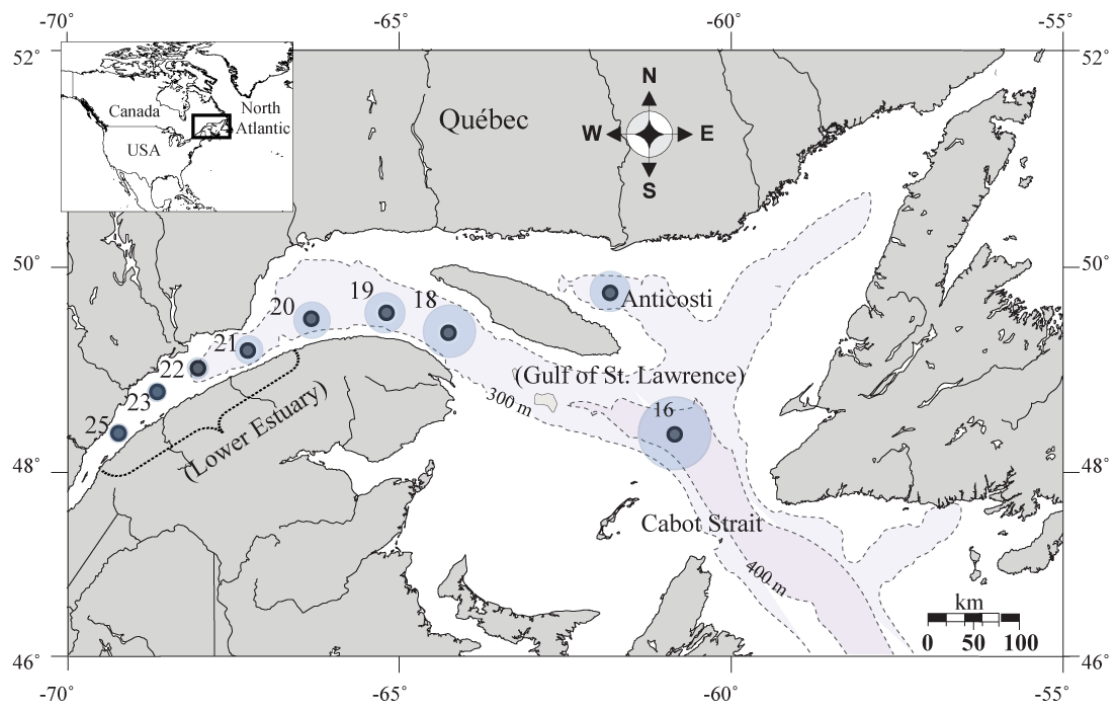 -70 -65 -60 -55
52° 52°
Canada
North
Atlantic
USA
Québec
N
W E
S
50° 50°
Anticosti
20 19 18
21
22
23
25
(Lower Estuary)
(Gulf of St. Lawrence)
300 m
16
48° 48°
Cabot Strait
400 m
km
0 50 100
46° 46°
-70 -65 -60 -55